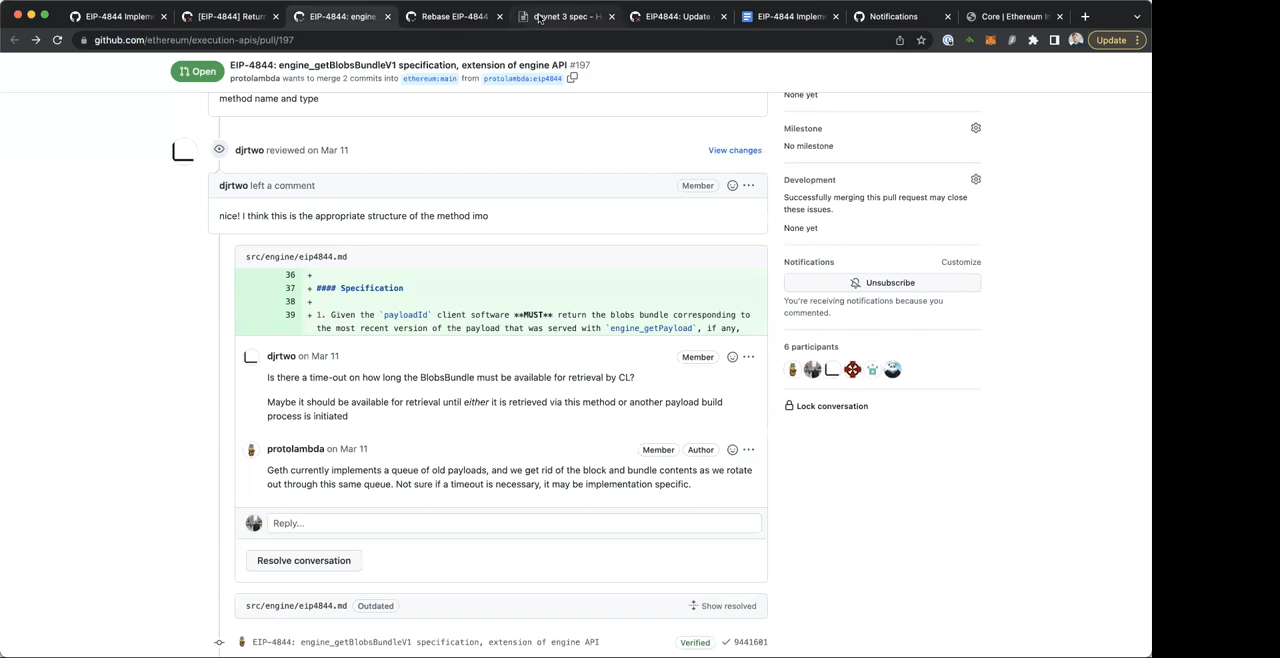 EIP-4844 Implem
[EIP-4844] Return
EIP-4844: engine_
Rebase EIP-4844
devnet 3 spec - H
EIP4844: Update
EIP-4844 Implem
Notifications
Core | Ethereum I
github.com/ethereum/execution-apis/pull/197
Update
Open
EIP-4844: engine_getBlobsBundleV1 specification, extension of engine API #197
protolambda wants to merge 2 commits into ethereum:main from protolambda:eip4844
method name and type
None yet
Milestone
No milestone
djrtwo reviewed on Mar 11
View changes
Development
Successfully merging this pull request may close
these issues.
None yet
djrtwo left a comment
Member
nice! I think this is the appropriate structure of the method imo
src/engine/eip4844.md
36 +
37 + #### Specification
38 +
39 + 1. Given the `payloadId` client software **MUST** return the blobs bundle corresponding to
the most recent version of the payload that was served with `engine_getPayload`, if any,
Notifications
Customize
Unsubscribe
You're receiving notifications because you
commented.
6 participants
Lock conversation
djrtwo on Mar 11
Member
Is there a time-out on how long the BlobsBundle must be available for retrieval by CL?
Maybe it should be available for retrieval until either it is retrieved via this method or another payload build
process is initiated
protolambda on Mar 11
Member
Author
Geth currently implements a queue of old payloads, and we get rid of the block and bundle contents as we rotate
out through this same queue. Not sure if a timeout is necessary, it may be implementation specific.
Reply...
Resolve conversation
src/engine/eip4844.md
Outdated
Show resolved
EIP-4844: engine_getBlobsBundleV1 specification, extension of engine API
Verified
9441601